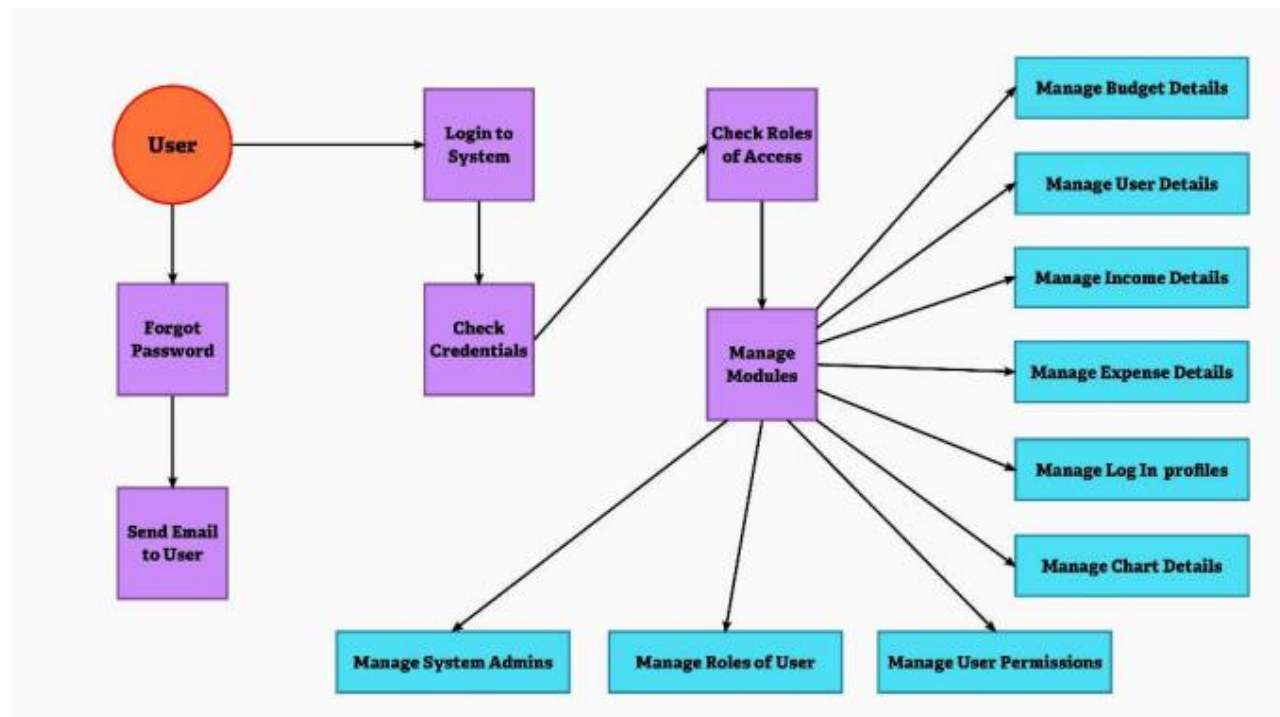 User
Login to
System
Check Roles
of Access
Manage Budget Details
Manage User Details
Manage Income Details
Forgot
Password
Check
Credentials
Manage
Modules
Manage Expense Details
Manage Log In profiles
Send Email
to User
Manage Chart Details
Manage System Admins
Manage Roles of User
Manage User Permissions